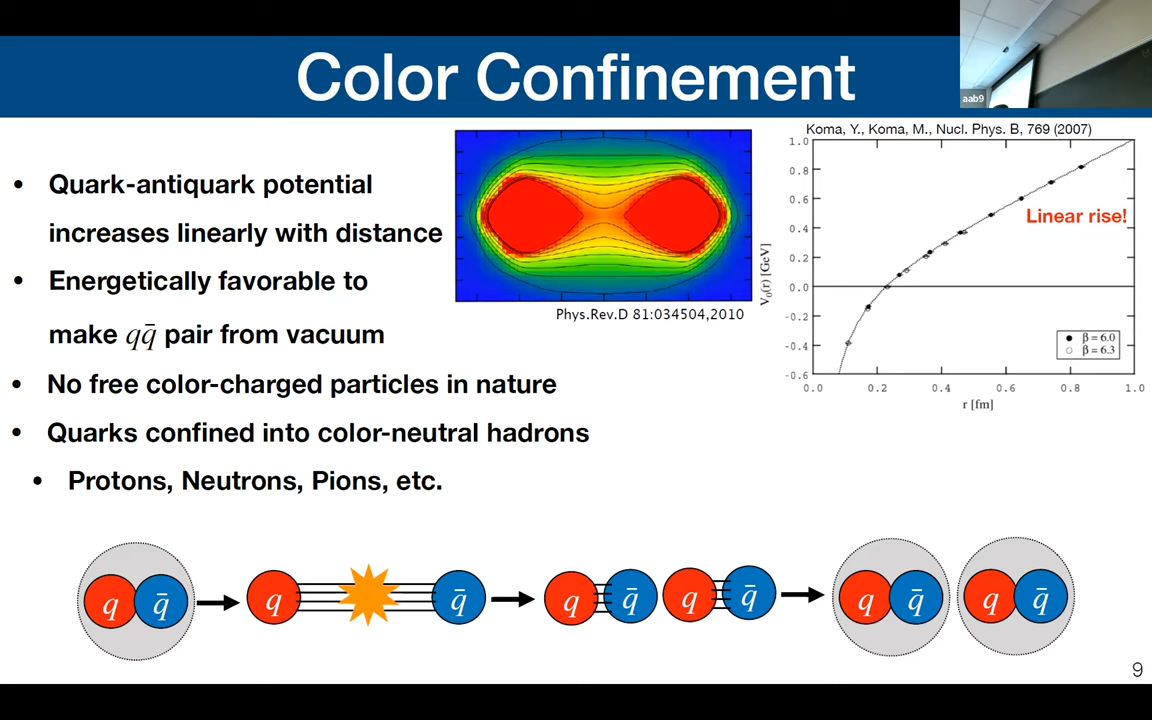 Color Confinement
aab9
• Quark-antiquark potential
increases linearly with distance
• Energetically favorable to
make qq̄ pair from vacuum
• No free color-charged particles in nature
• Quarks confined into color-neutral hadrons
• Protons, Neutrons, Pions, etc.
Phys.Rev.D 81:034504,2010
Koma, Y., Koma, M., Nucl. Phys. B, 769 (2007)
1.0
0.8
0.6
0.4
0.2
0.0
-0.2
-0.4
-0.6
V₀(r) [GeV]
Linear rise!
β = 6.0
β = 6.3
0.0 0.2 0.4 0.6 0.8 1.0
r [fm]
q q̄ q q̄ q q̄ q q̄ q q̄ q q̄
9